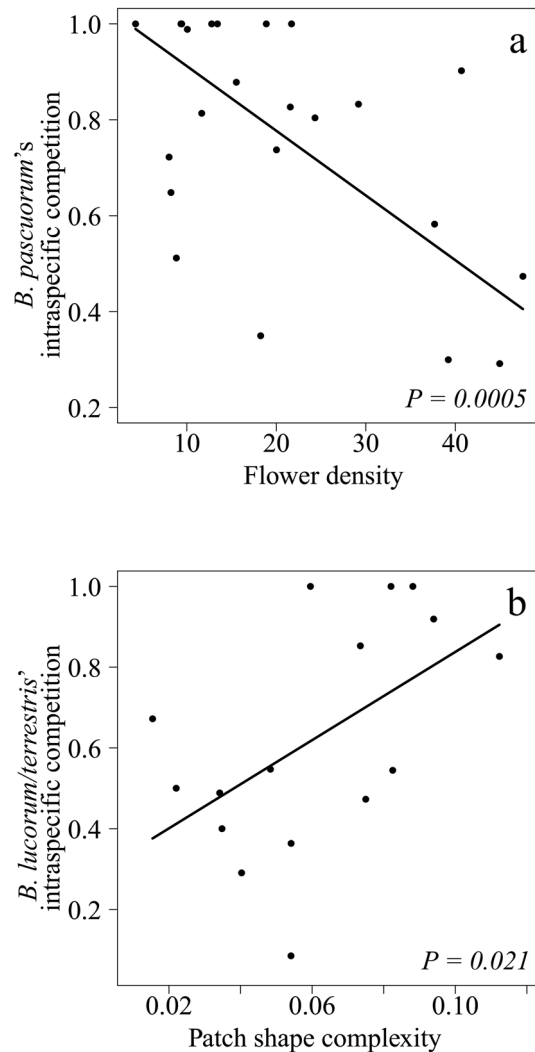 a
B. pascuorum's
intraspecific competition
1.0
0.8
0.6
0.4
0.2
P = 0.0005
10 20 30 40
Flower density
b
B. lucorum/terrestris'
intraspecific competition
1.0
0.8
0.6
0.4
0.2
P = 0.021
0.02 0.06 0.10
Patch shape complexity